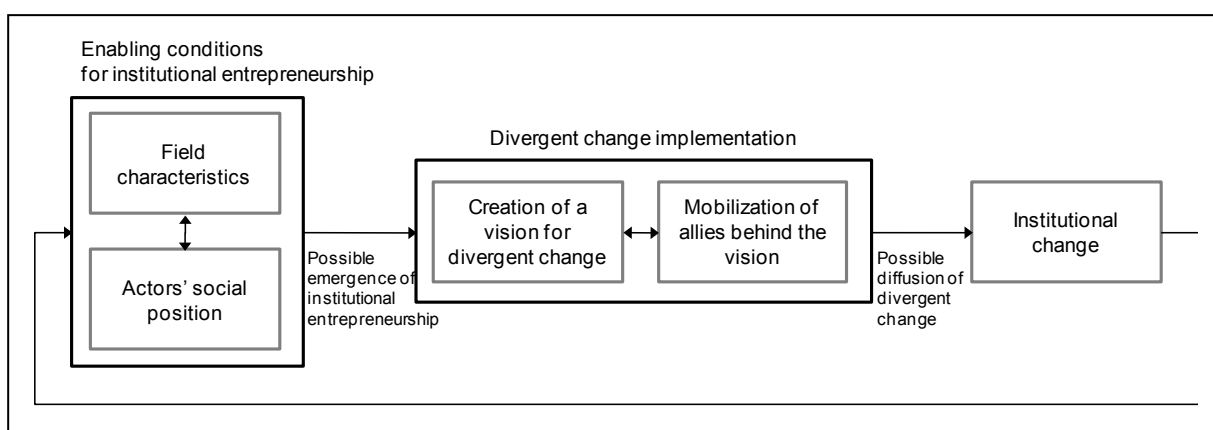 Enabling conditions
for institutional entrepreneurship
Field
characteristics
Actors’ social
position
Possible
emergence of
institutional
entrepreneurship
Divergent change implementation
Creation of a
vision for
divergent change
Mobilization of
allies behind the
vision
Possible
diffusion of
divergent
change
Institutional
change